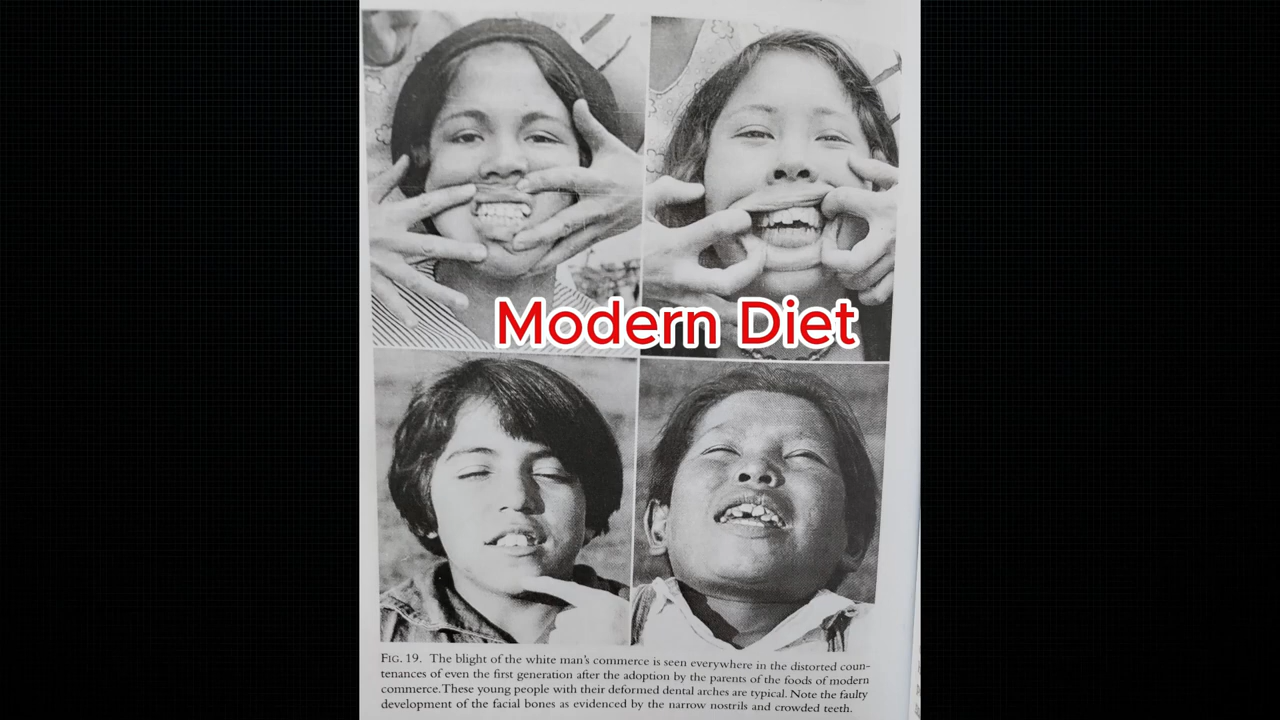 Modern Diet
FIG. 19. The blight of the white man's commerce is seen everywhere in the distorted coun-
tenances of even the first generation after the adoption by the parents of the foods of modern
commerce. These young people with their deformed dental arches are typical. Note the faulty
development of the facial bones as evidenced by the narrow nostrils and crowded teeth.